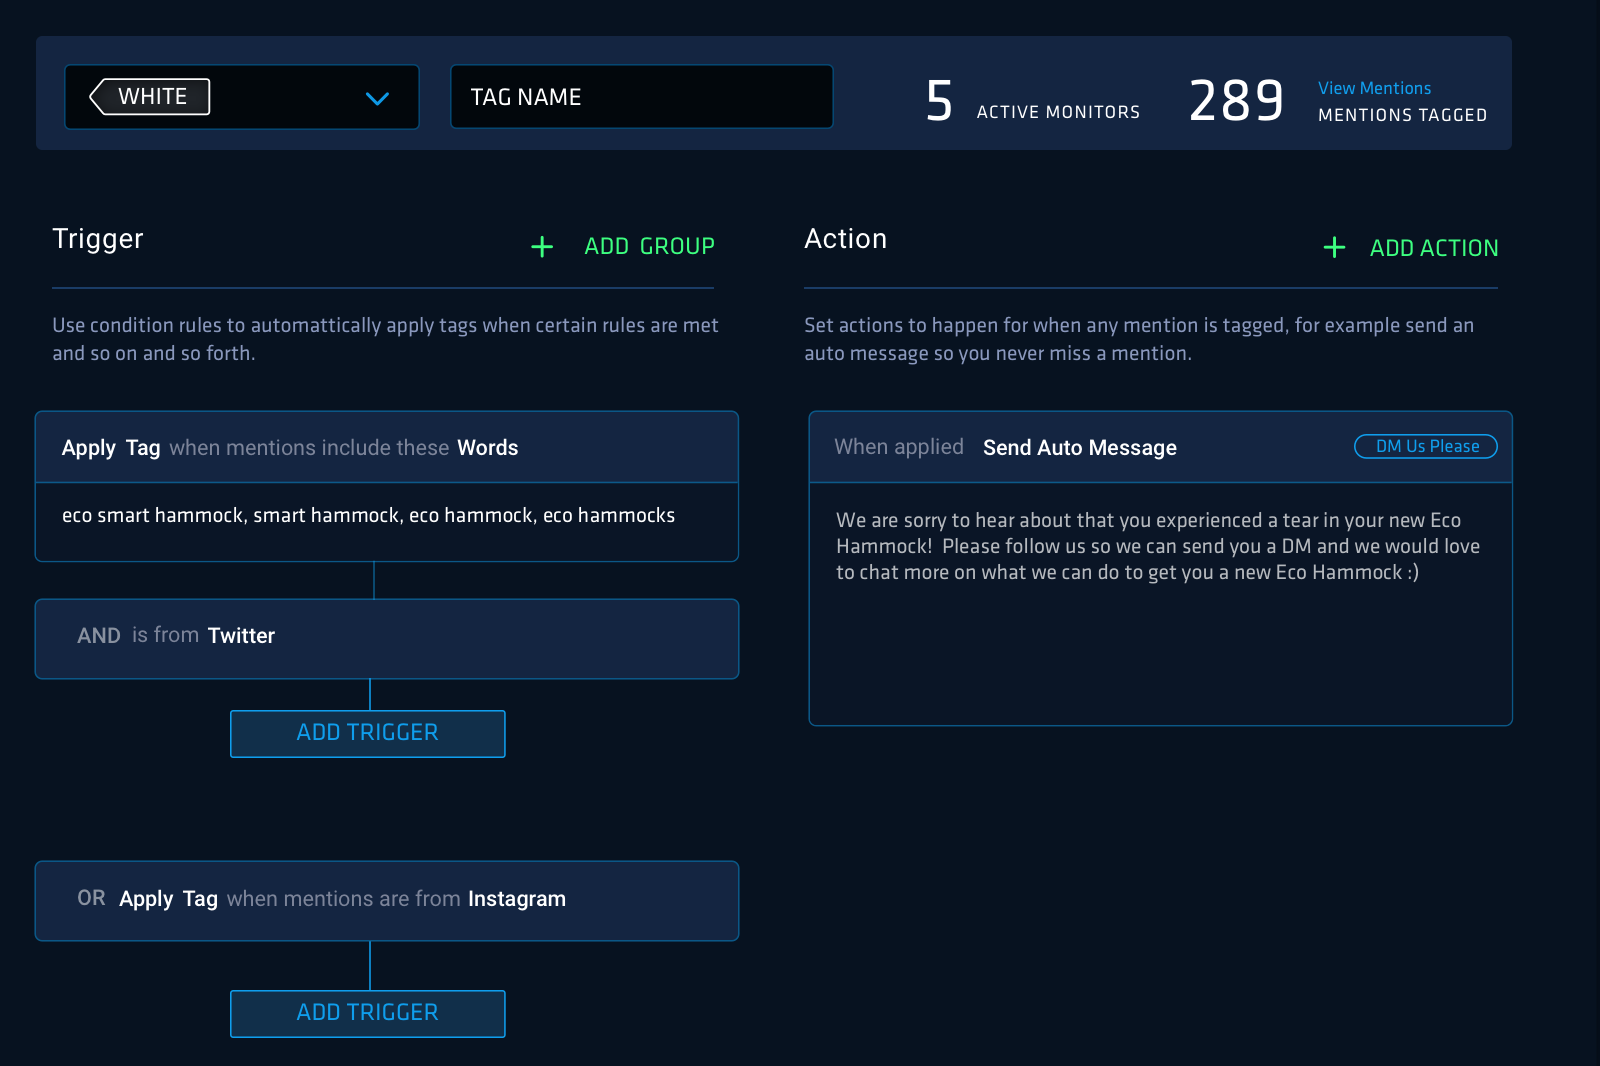 WHITE
TAG NAME
5 ACTIVE MONITORS
289 View Mentions
MENTIONS TAGGED
Trigger
+ ADD GROUP
Use condition rules to automattically apply tags when certain rules are met
and so on and so forth.
Apply Tag when mentions include these Words
eco smart hammock, smart hammock, eco hammock, eco hammocks
AND is from Twitter
ADD TRIGGER
OR Apply Tag when mentions are from Instagram
ADD TRIGGER
Action
+ ADD ACTION
Set actions to happen for when any mention is tagged, for example send an
auto message so you never miss a mention.
When applied Send Auto Message DM Us Please
We are sorry to hear about that you experienced a tear in your new Eco
Hammock! Please follow us so we can send you a DM and we would love
to chat more on what we can do to get you a new Eco Hammock :)